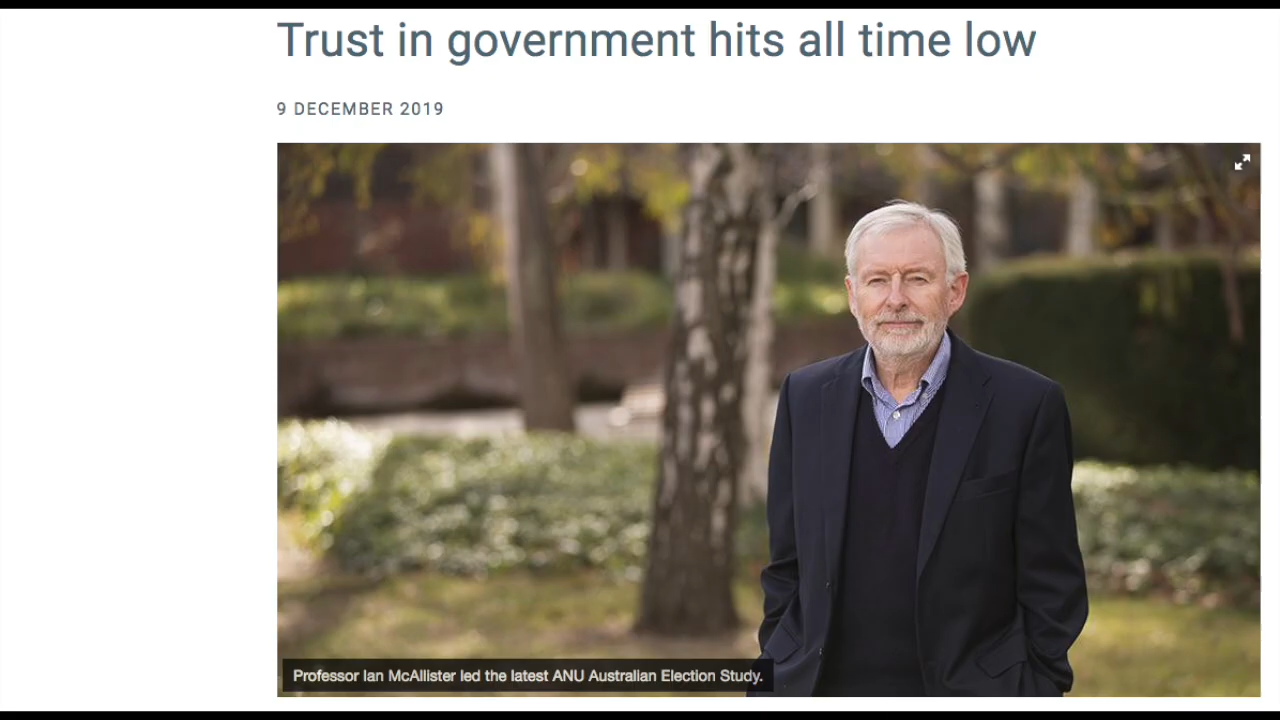 Trust in government hits all time low
9 DECEMBER 2019
Professor Ian McAllister led the latest ANU Australian Election Study.